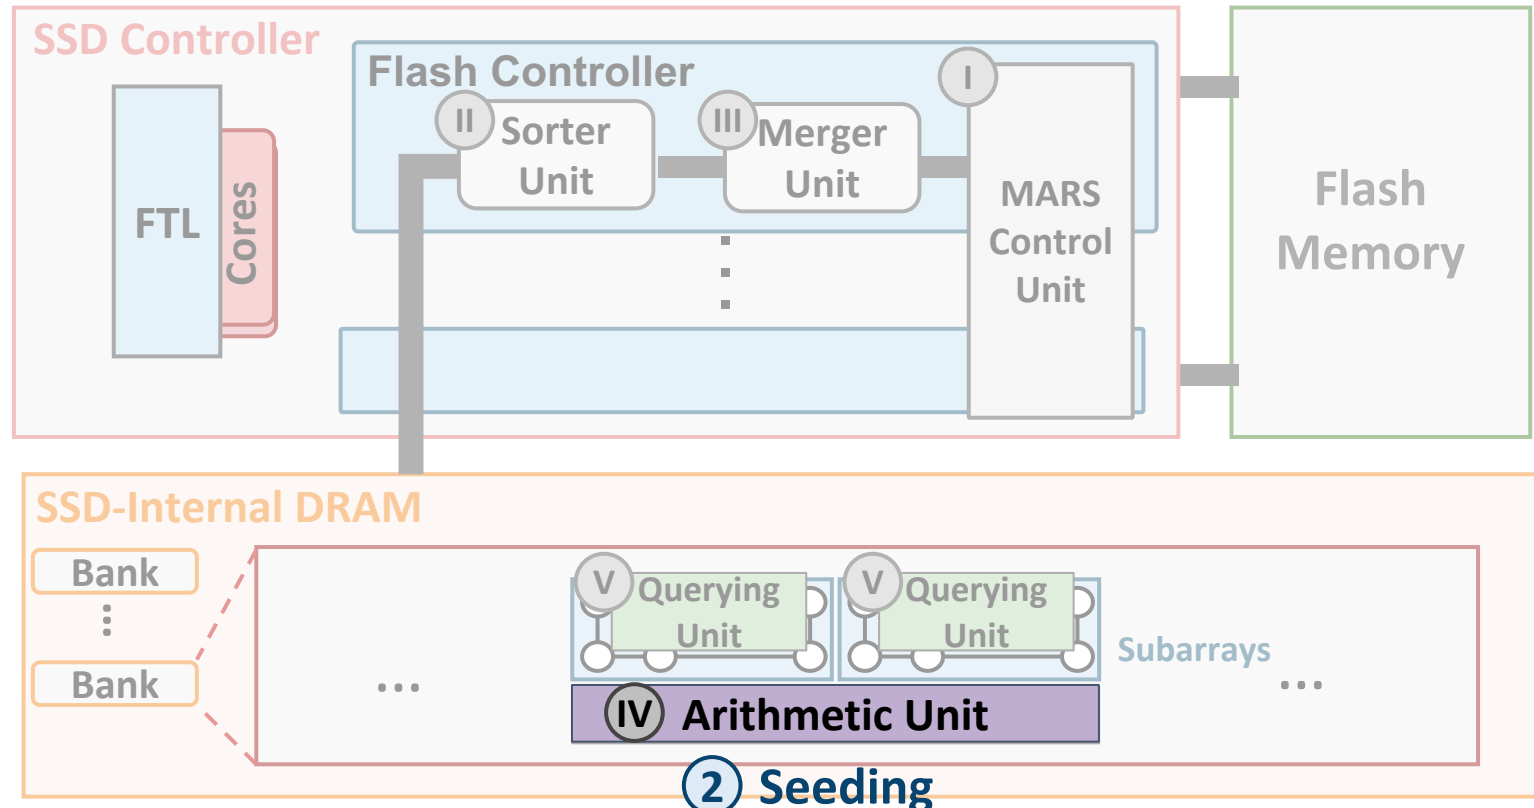 SSD Controller
Flash Controller
I
II
Sorter
Unit
III
Merger
Unit
MARS
Control
Unit
FTL
Cores
Flash
Memory
SSD-Internal DRAM
Bank
Bank
V
Querying
Unit
V
Querying
Unit
Subarrays
...
...
IV Arithmetic Unit
2 Seeding